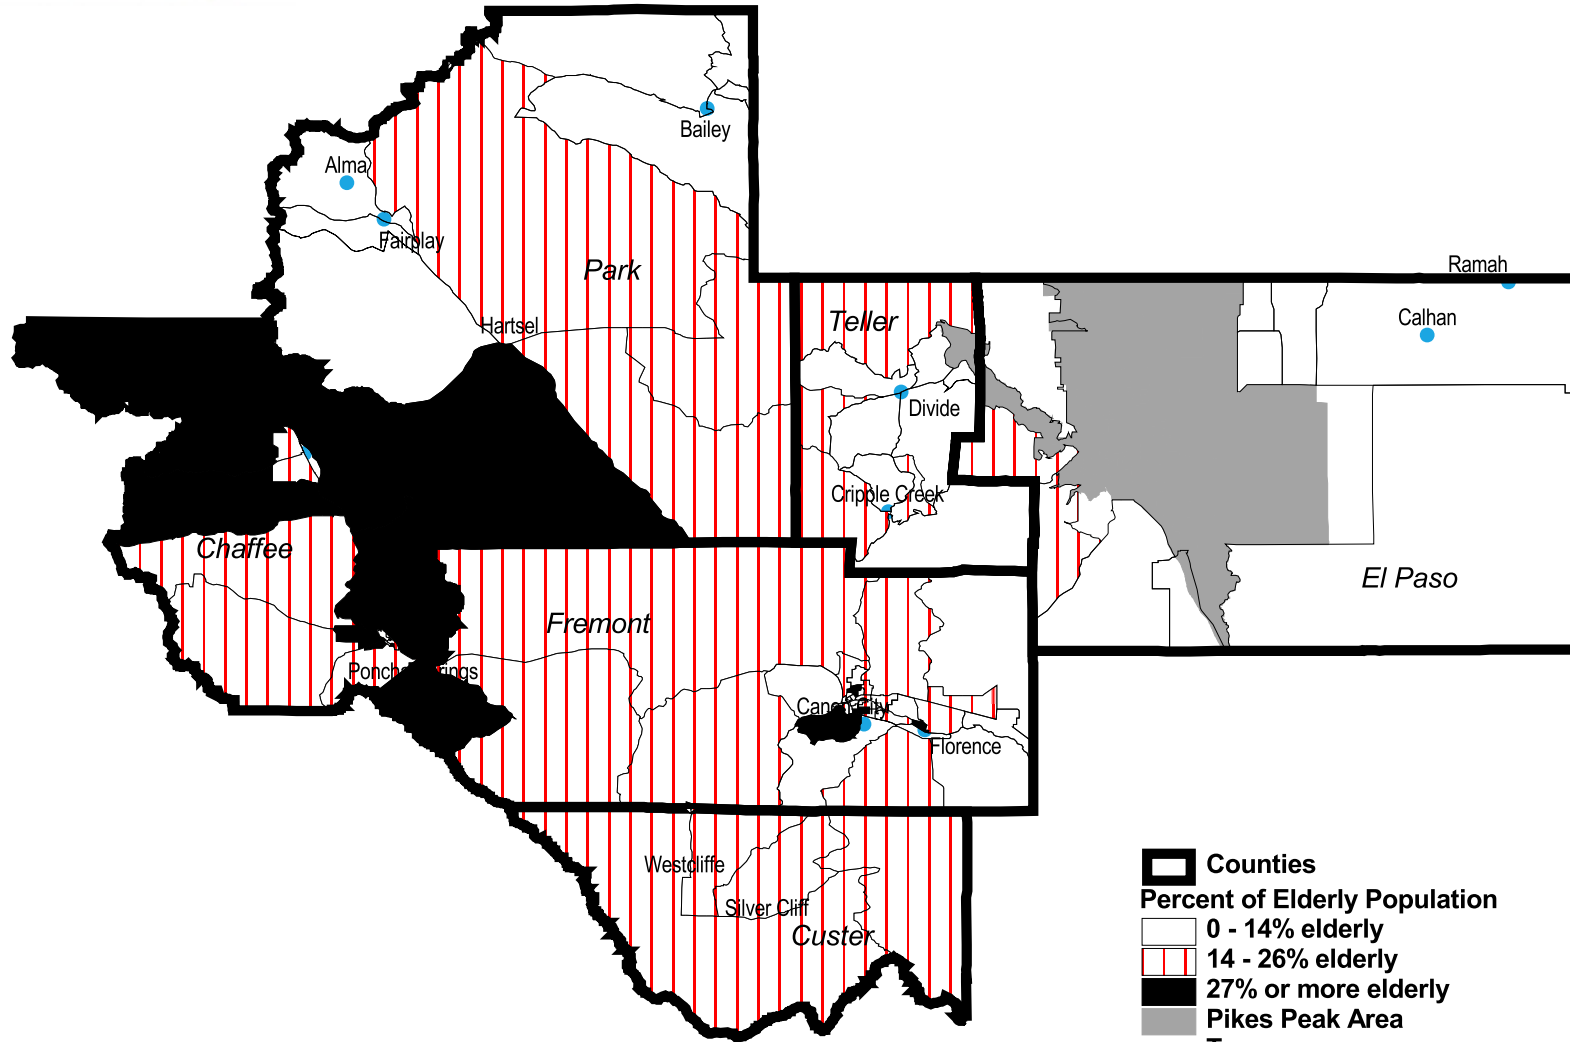 Bailey
Alma
Fairplay
Park
Hartsel
Ramah
Teller
Calhan
Divide
Cripple Creek
Chaffee
El Paso
Fremont
Florence
Westcliffe
Silver Cliff
Custer
Counties
Percent of Elderly Population
0 - 14% elderly
14 - 26% elderly
27% or more elderly
Pikes Peak Area